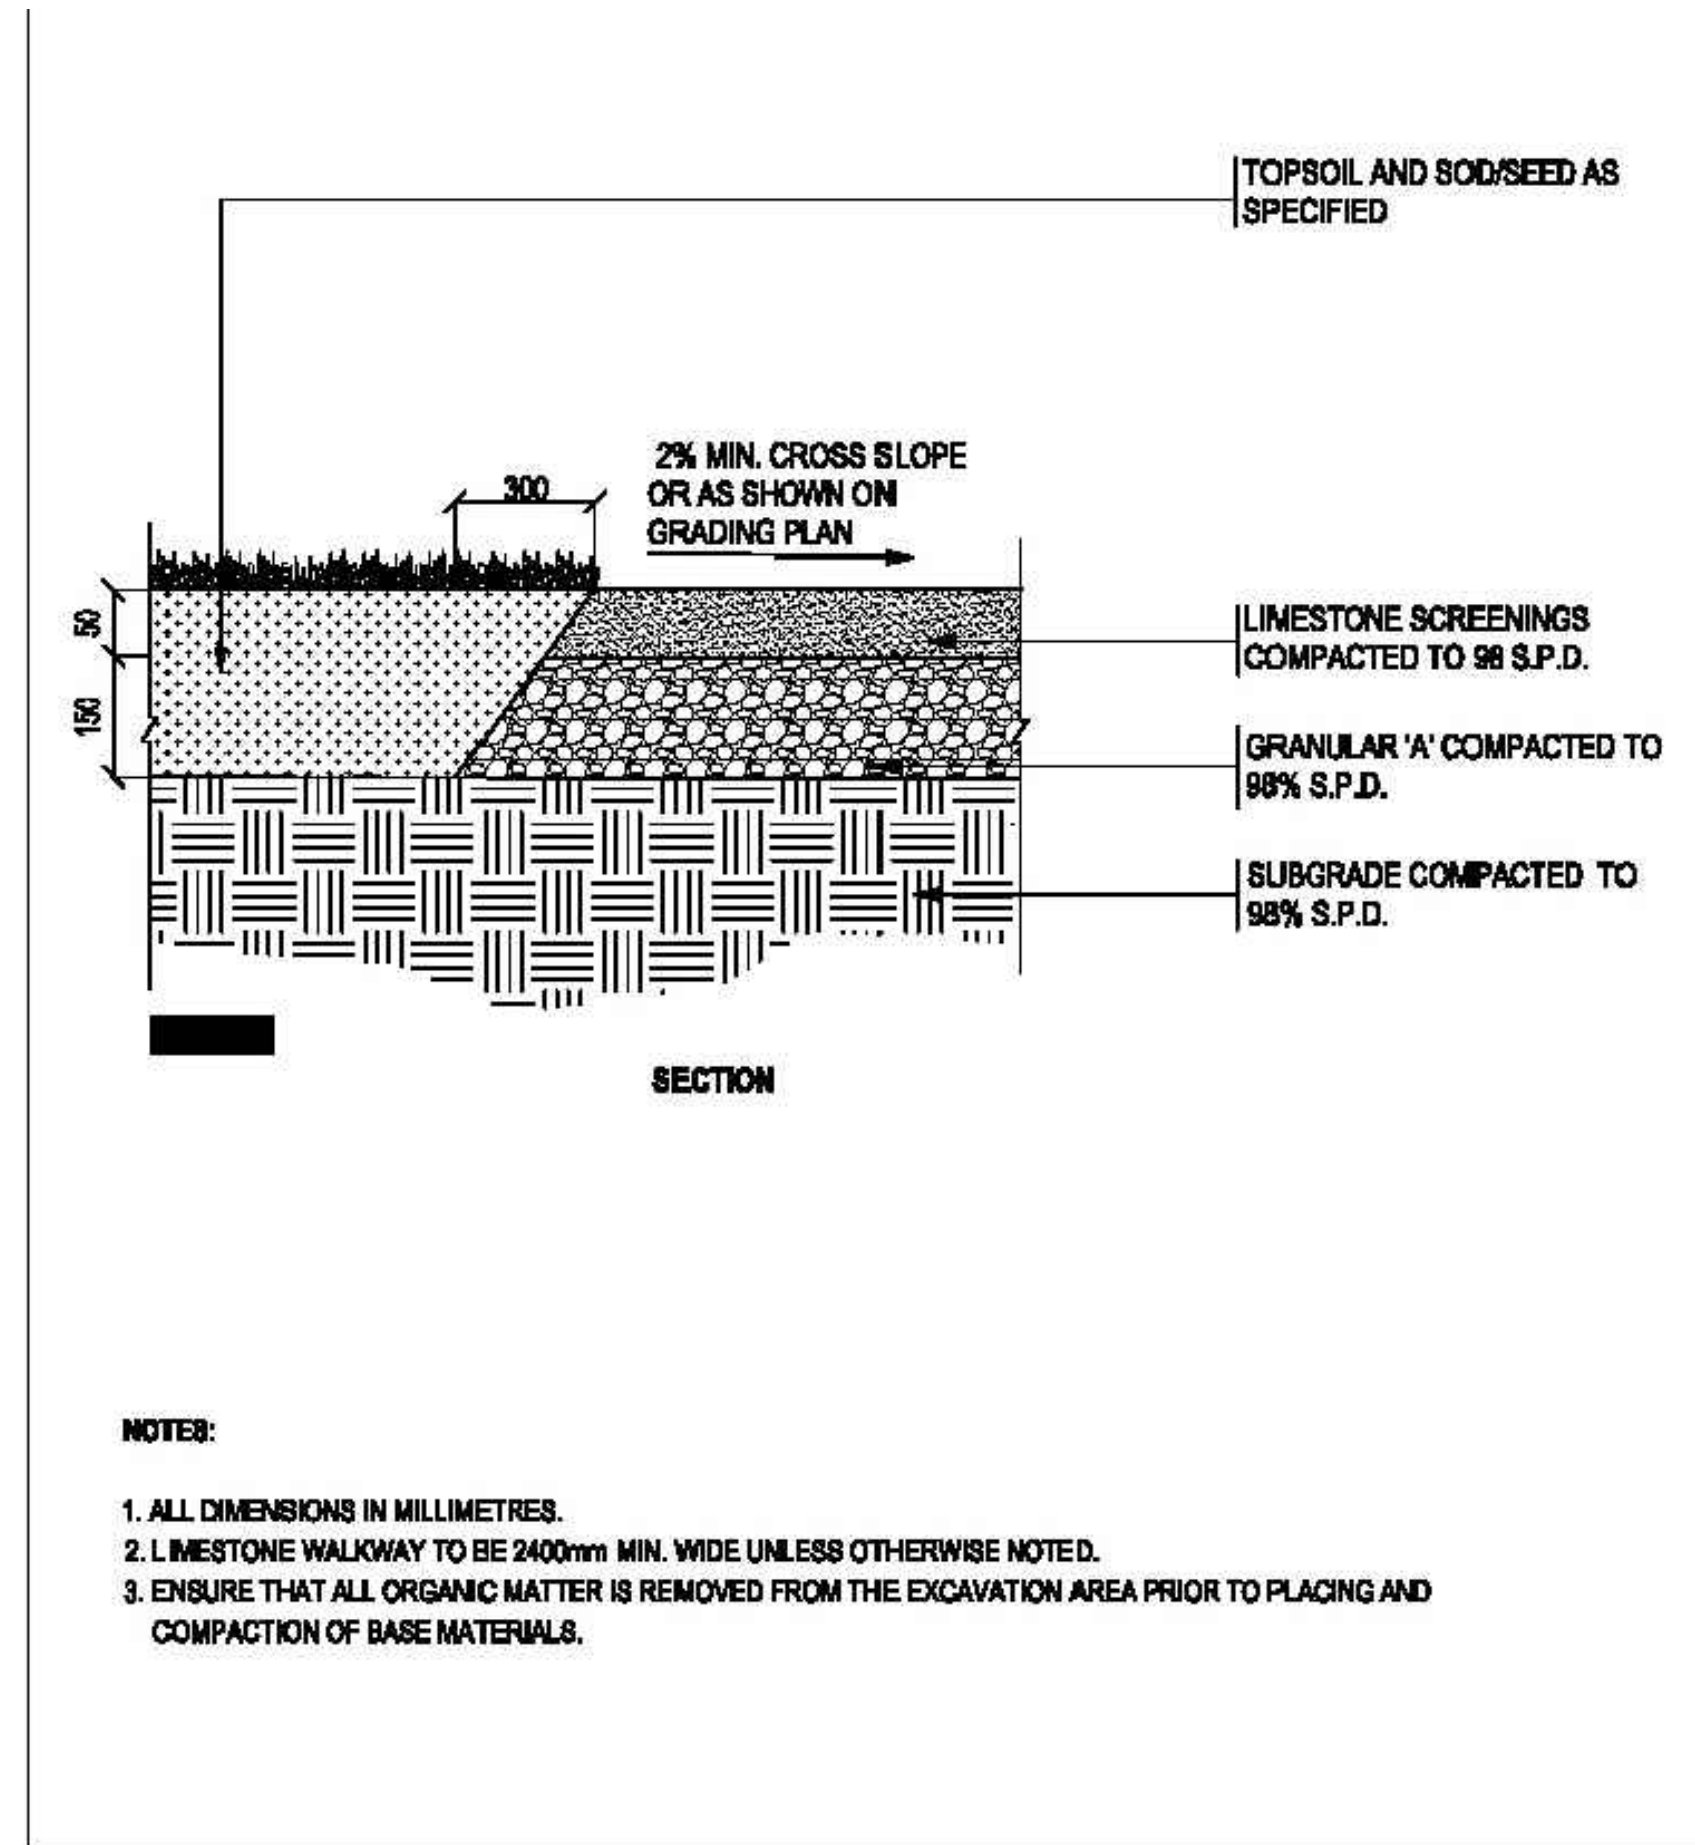 TOPSOIL AND SOD/SEED AS
SPECIFIED
2% MIN. CROSS SLOPE
OR AS SHOWN ON
GRADING PLAN
300
50
150
LIMESTONE SCREENINGS
COMPACTED TO 98 S.P.D.
GRANULAR 'A' COMPACTED TO
98% S.P.D.
SUBGRADE COMPACTED TO
98% S.P.D.
SECTION
NOTES:
1. ALL DIMENSIONS IN MILLIMETRES.
2. LIMESTONE WALKWAY TO BE 2400mm MIN. WIDE UNLESS OTHERWISE NOTED.
3. ENSURE THAT ALL ORGANIC MATTER IS REMOVED FROM THE EXCAVATION AREA PRIOR TO PLACING AND
COMPACTION OF BASE MATERIALS.